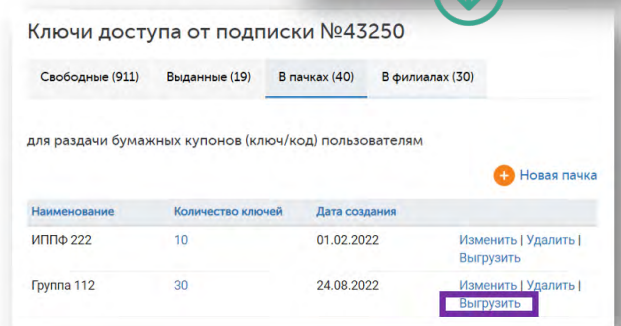 Ключи доступа от подписки №43250
Свободные (911) Выданные (19) В пачках (40) В филиалах (30)
для раздачи бумажных купонов (ключ/код) пользователям
Новая пачка
Наименование Количество ключей Дата создания
ИППФ 222 10 01.02.2022 Изменить | Удалить |
Выгрузить
Группа 112 30 24.08.2022 Изменить | Удалить |
Выгрузить